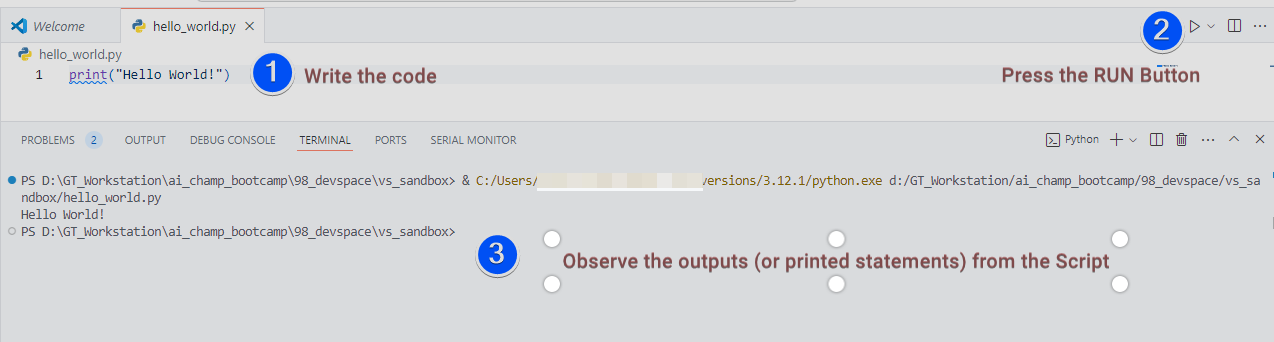 Welcome hello_world.py 2
hello_world.py
1 print("Hello World!") 1 Write the code Press the RUN Button
PROBLEMS 2 OUTPUT DEBUG CONSOLE TERMINAL PORTS SERIAL MONITOR Python
PS D:\GT_Workstation\ai_champ_bootcamp\98_devspace\vs_sandbox> & C:/Users/ versions/3.12.1/python.exe d:/GT_Workstation/ai_champ_bootcamp/98_devspace/vs_sa
ndbox/hello_world.py
Hello World!
PS D:\GT_Workstation\ai_champ_bootcamp\98_devspace\vs_sandbox>
3 Observe the outputs (or printed statements) from the Script